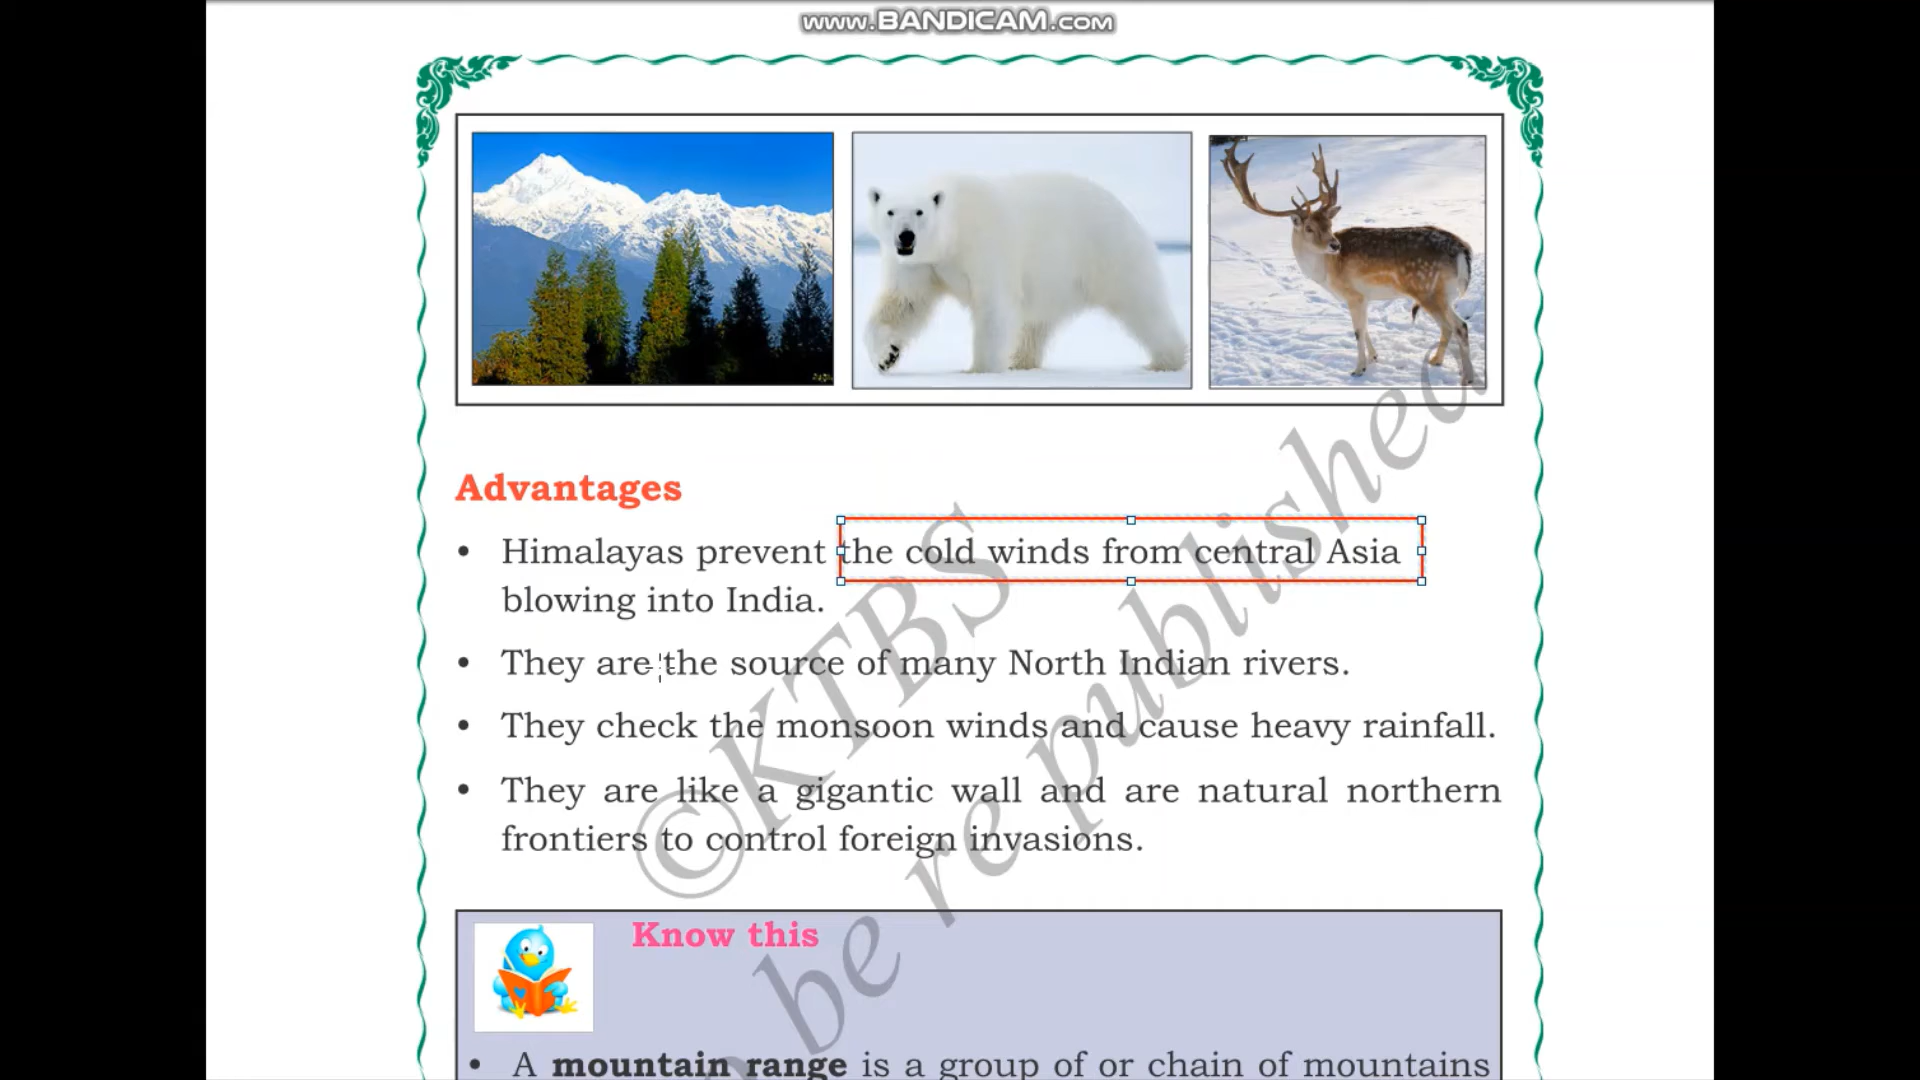 www.BANDICAM.com
Advantages
• Himalayas prevent the cold winds from central Asia
blowing into India.
• They are the source of many North Indian rivers.
• They check the monsoon winds and cause heavy rainfall.
• They are like a gigantic wall and are natural northern
frontiers to control foreign invasions.
©KTBS
be re published
Know this
• A mountain range is a group of or chain of mountains